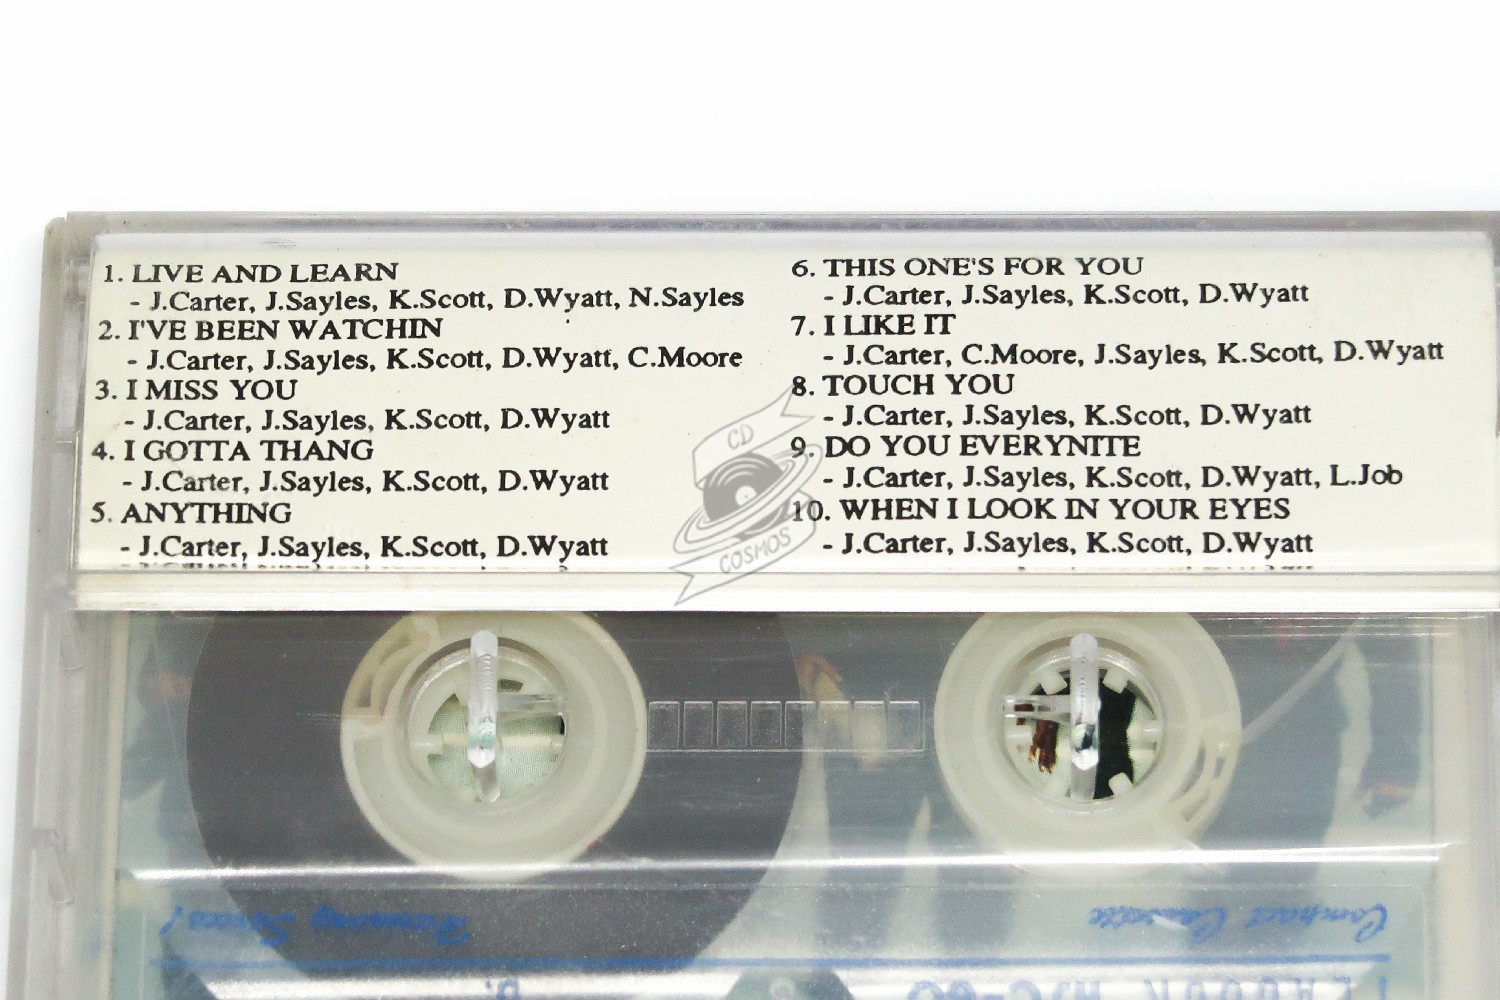 1. LIVE AND LEARN
- J.Carter, J.Sayles, K.Scott, D.Wyatt, N.Sayles
2. I'VE BEEN WATCHIN
- J.Carter, J.Sayles, K.Scott, D.Wyatt, C.Moore
3. I MISS YOU
- J.Carter, J.Sayles, K.Scott, D.Wyatt
4. I GOTTA THANG
- J.Carter, J.Sayles, K.Scott, D.Wyatt
5. ANYTHING
- J.Carter, J.Sayles, K.Scott, D.Wyatt
6. THIS ONE'S FOR YOU
- J.Carter, J.Sayles, K.Scott, D.Wyatt
7. I LIKE IT
- J.Carter, C.Moore, J.Sayles, K.Scott, D.Wyatt
8. TOUCH YOU
- J.Carter, J.Sayles, K.Scott, D.Wyatt
9. DO YOU EVERYNITE
- J.Carter, J.Sayles, K.Scott, D.Wyatt, L.Job
10. WHEN I LOOK IN YOUR EYES
- J.Carter, J.Sayles, K.Scott, D.Wyatt
CD
COSMOS
Compact Cassette